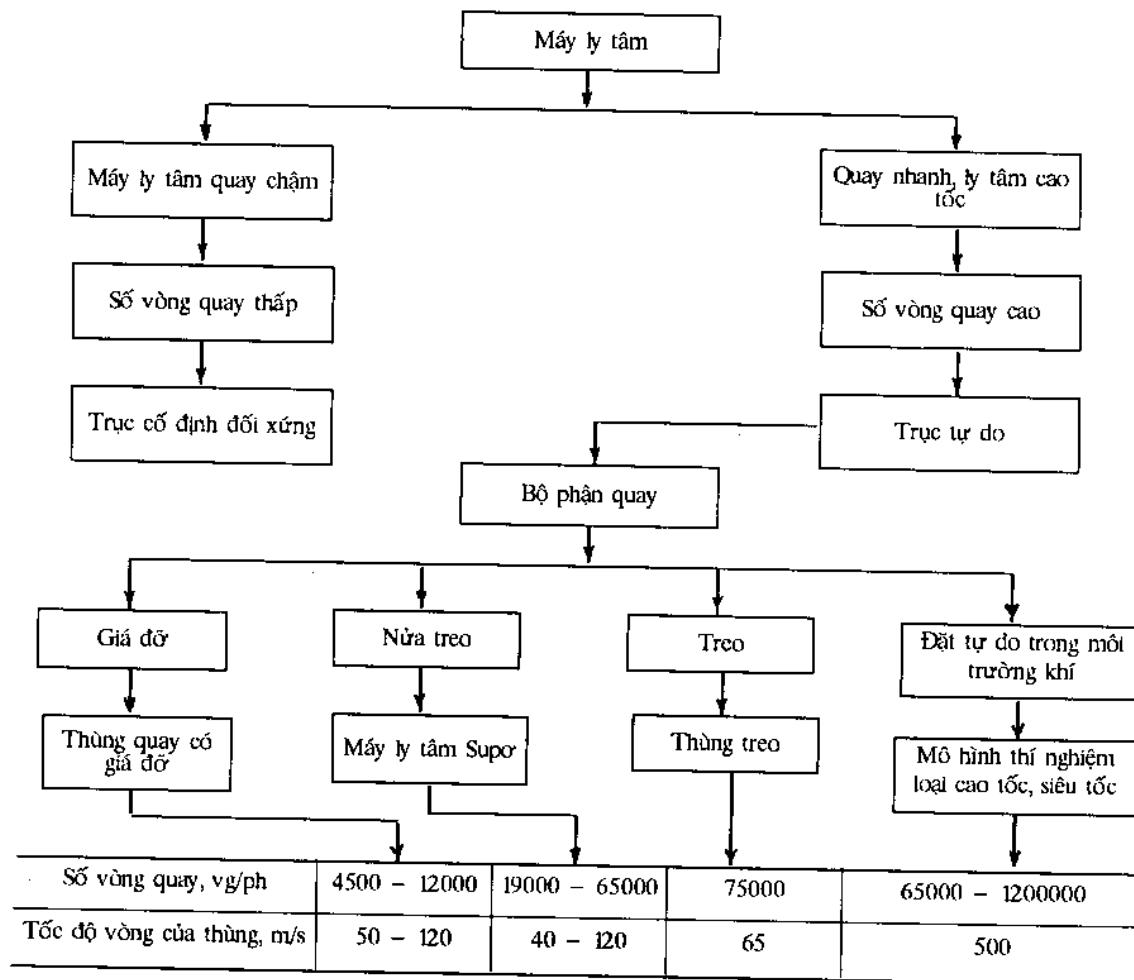 Máy ly tâm
Máy ly tâm quay chậm
Quay nhanh, ly tâm cao
tốc
Số vòng quay thấp
Số vòng quay cao
Trục cố định đối xứng
Trục tự do
Bộ phận quay
Giá đỡ
Nửa treo
Treo
Đặt tự do trong môi
trường khí
Thùng quay có
giá đỡ
Máy ly tâm Supơ
Thùng treo
Mô hình thí nghiệm
loại cao tốc, siêu tốc
Số vòng quay, vg/ph 4500 – 12000 19000 – 65000 75000 65000 – 1200000
Tốc độ vòng của thùng, m/s 50 – 120 40 – 120 65 500